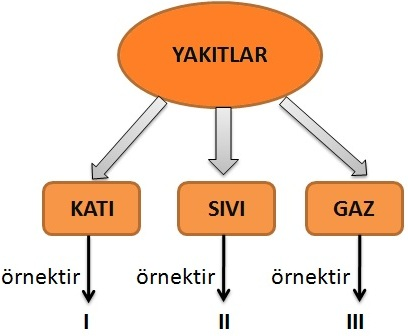 YAKITLAR
KATI SIVI GAZ
örnektir örnektir örnektir
I II III